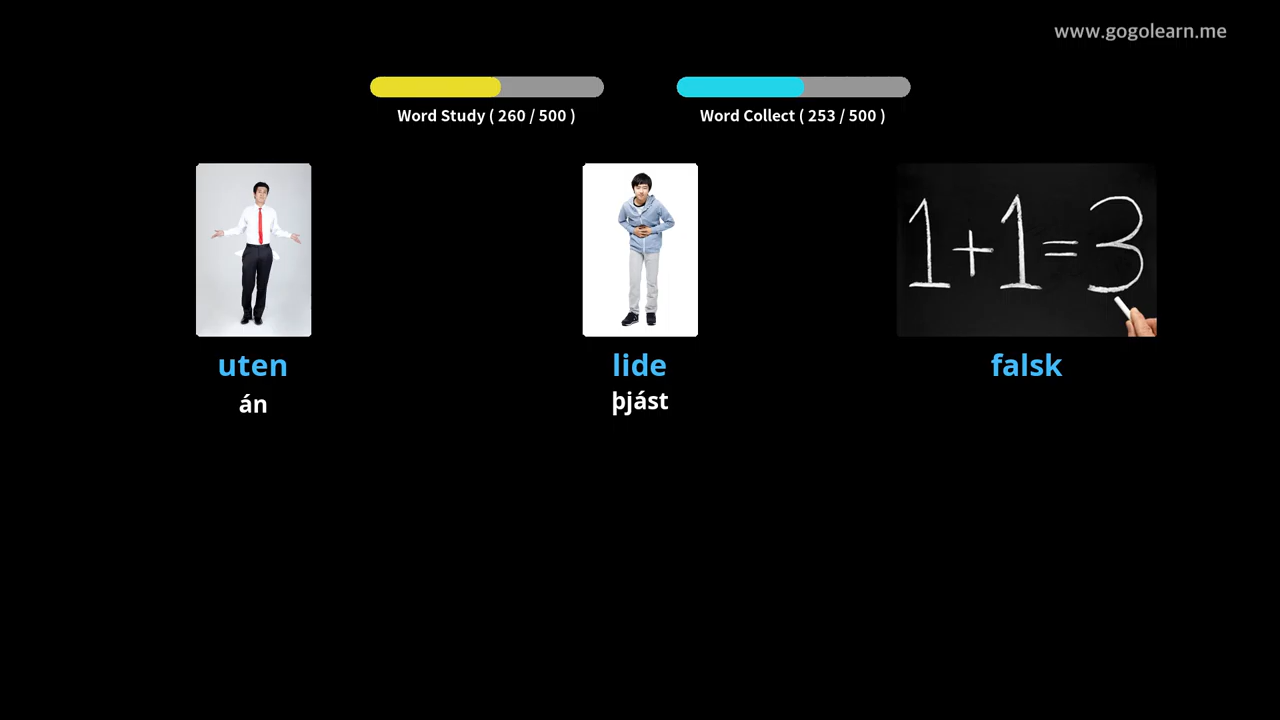 www.gogolearn.me
Word Study ( 260 / 500 )
Word Collect ( 253 / 500 )
1+1=3
uten
lide
falsk
án
þjást